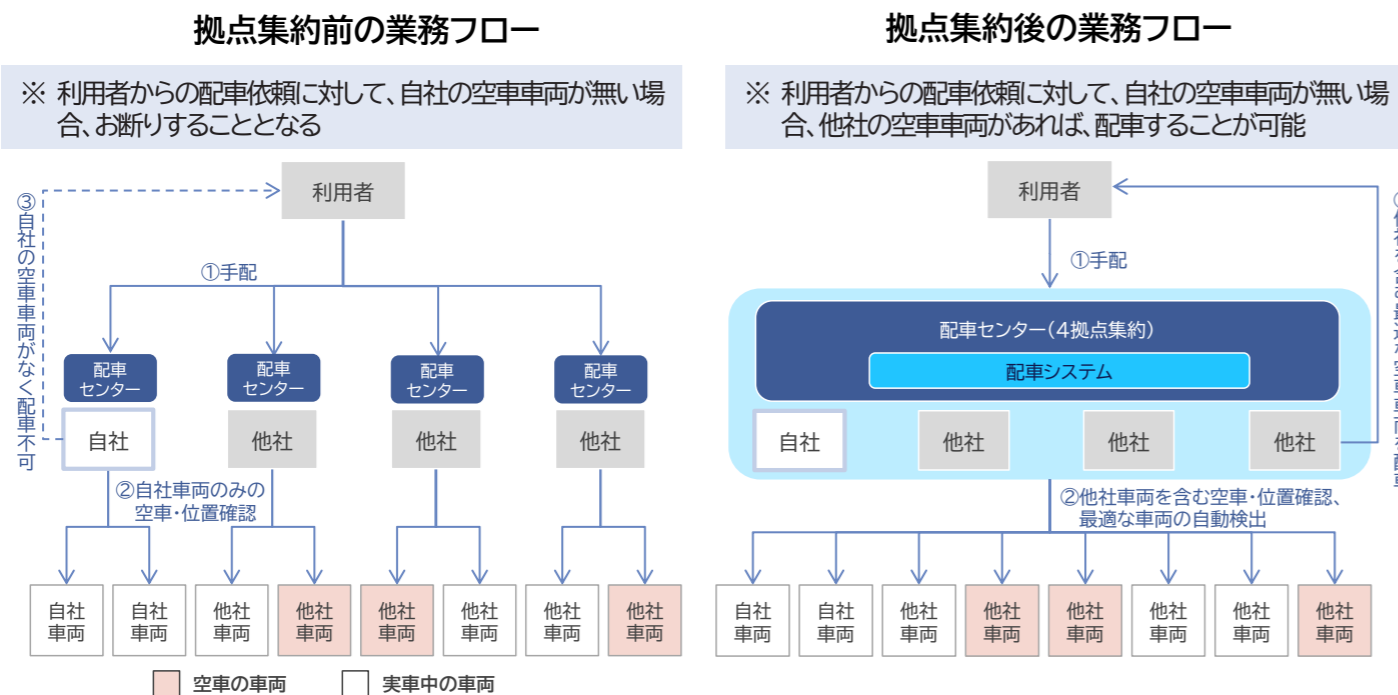 拠点集約前の業務フロー
※ 利用者からの配車依頼に対して、自社の空車車両が無い場
合、お断りすることとなる
利用者
③自社の空車車両がなく配車不可
①手配
配車
センター
配車
センター
配車
センター
配車
センター
自社
他社
他社
他社
②自社車両のみの
空車・位置確認
自社
車両
自社
車両
他社
車両
他社
車両
他社
車両
他社
車両
他社
車両
他社
車両
空車の車両
実車中の車両
拠点集約後の業務フロー
※ 利用者からの配車依頼に対して、自社の空車車両が無い場
合、他社の空車車両があれば、配車することが可能
利用者
①手配
配車センター（4拠点集約）
配車システム
自社
他社
他社
他社
②他社車両を含む空車・位置確認、
最適な車両の自動検出
自社
車両
自社
車両
他社
車両
他社
車両
他社
車両
他社
車両
他社
車両
他社
車両